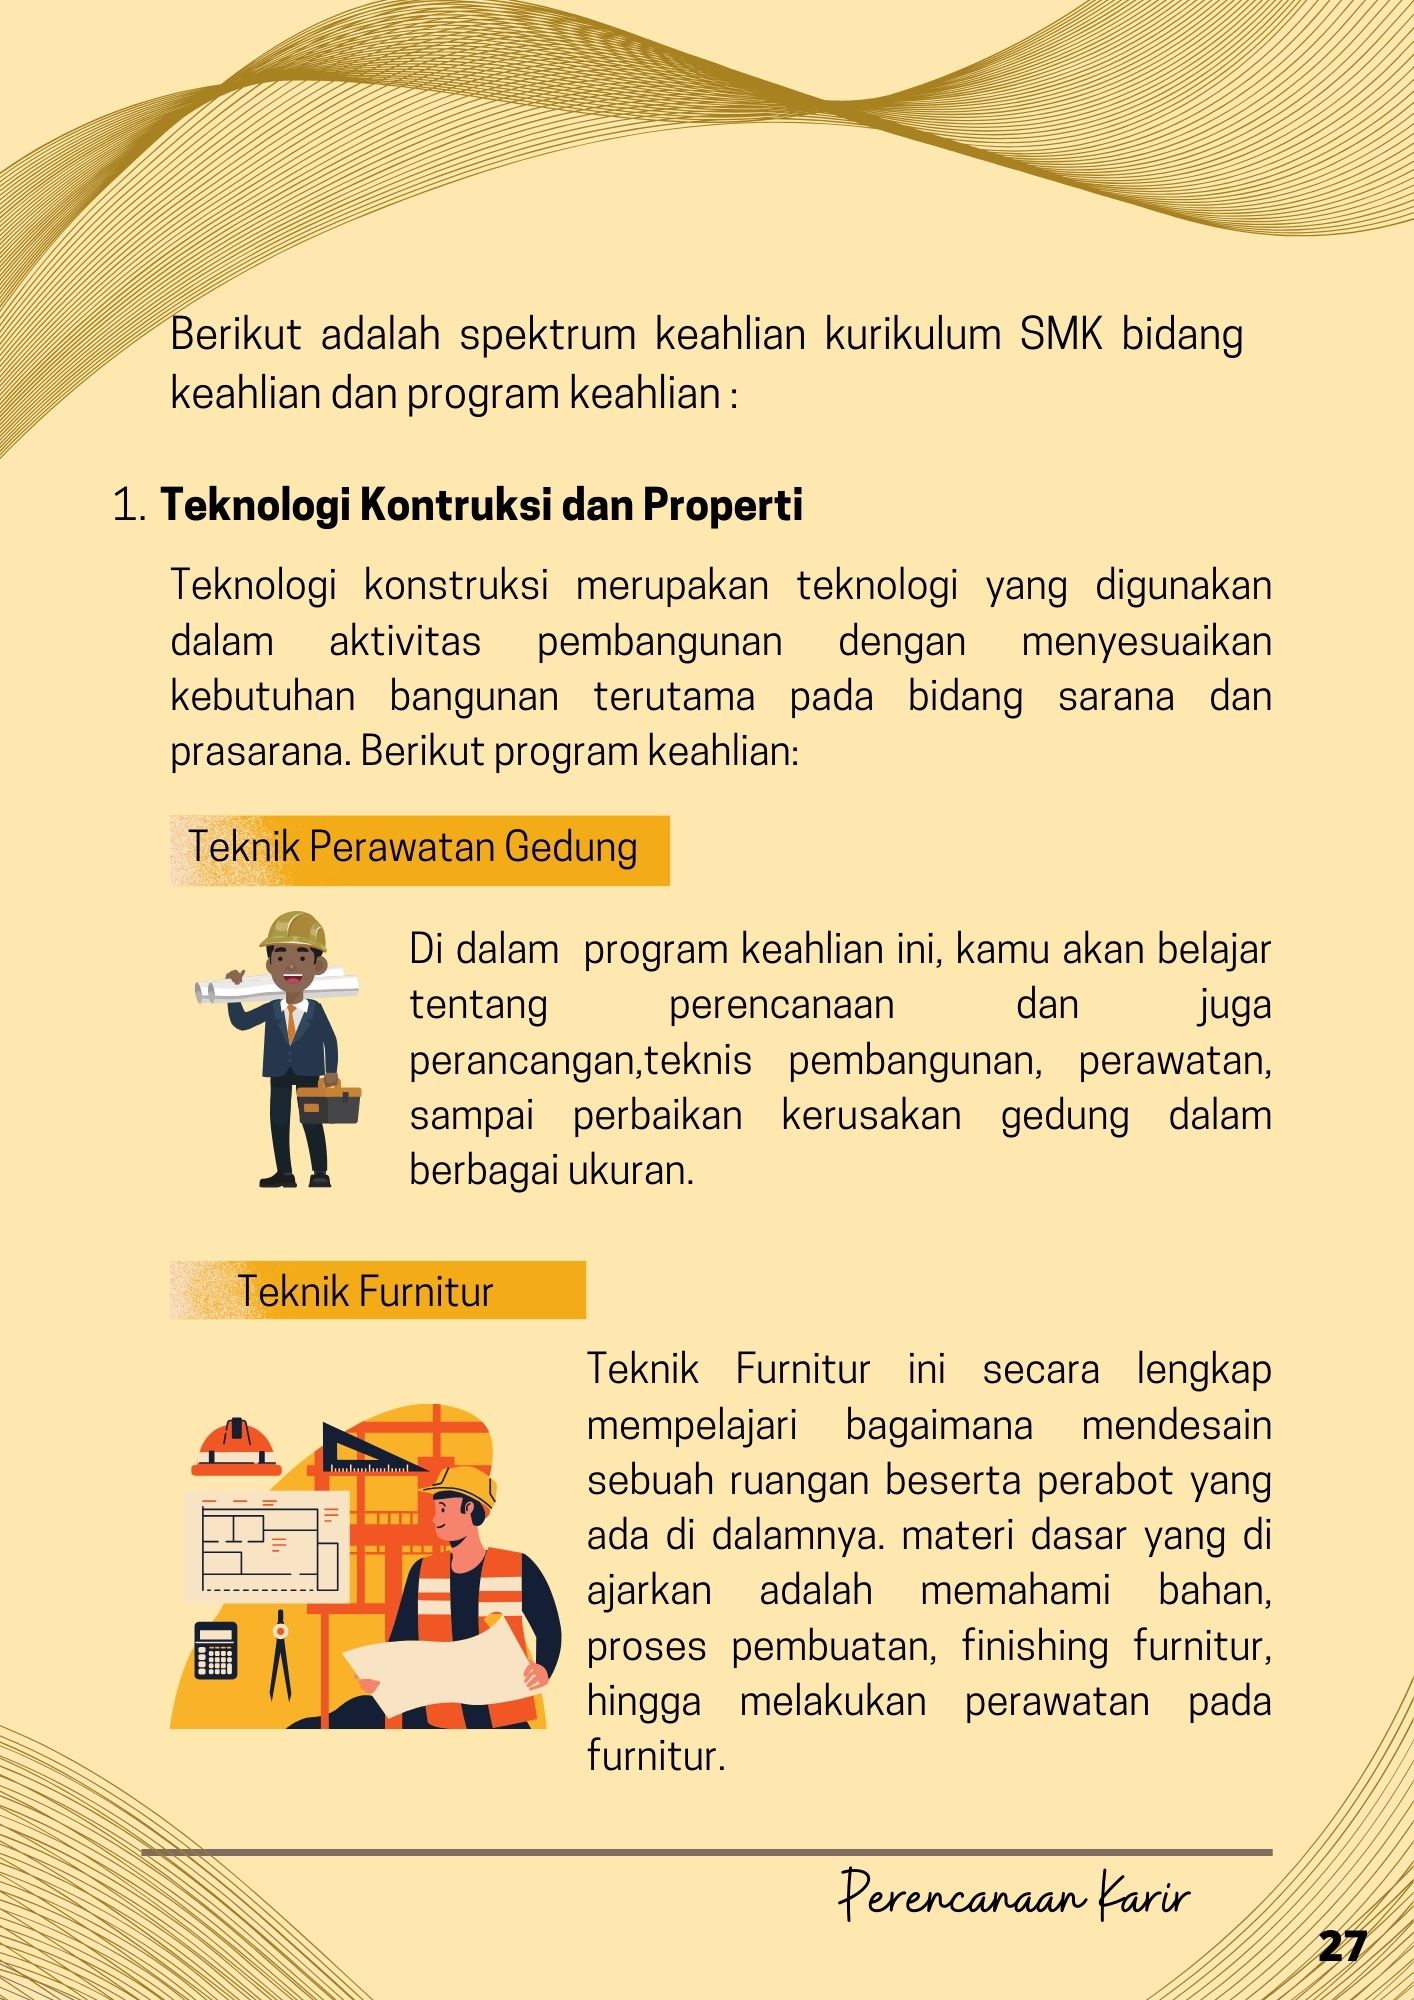 Berikut adalah spektrum keahlian kurikulum SMK bidang
keahlian dan program keahlian :
1. Teknologi Kontruksi dan Properti
Teknologi konstruksi merupakan teknologi yang digunakan
dalam aktivitas pembangunan dengan menyesuaikan
kebutuhan bangunan terutama pada bidang sarana dan
prasarana. Berikut program keahlian:
Teknik Perawatan Gedung
Di dalam program keahlian ini, kamu akan belajar
tentang perencanaan dan juga
perancangan,teknis pembangunan, perawatan,
sampai perbaikan kerusakan gedung dalam
berbagai ukuran.
Teknik Furnitur
Teknik Furnitur ini secara lengkap
mempelajari bagaimana mendesain
sebuah ruangan beserta perabot yang
ada di dalamnya. materi dasar yang di
ajarkan adalah memahami bahan,
proses pembuatan, finishing furnitur,
hingga melakukan perawatan pada
furnitur.
Perencanaan Karir
27